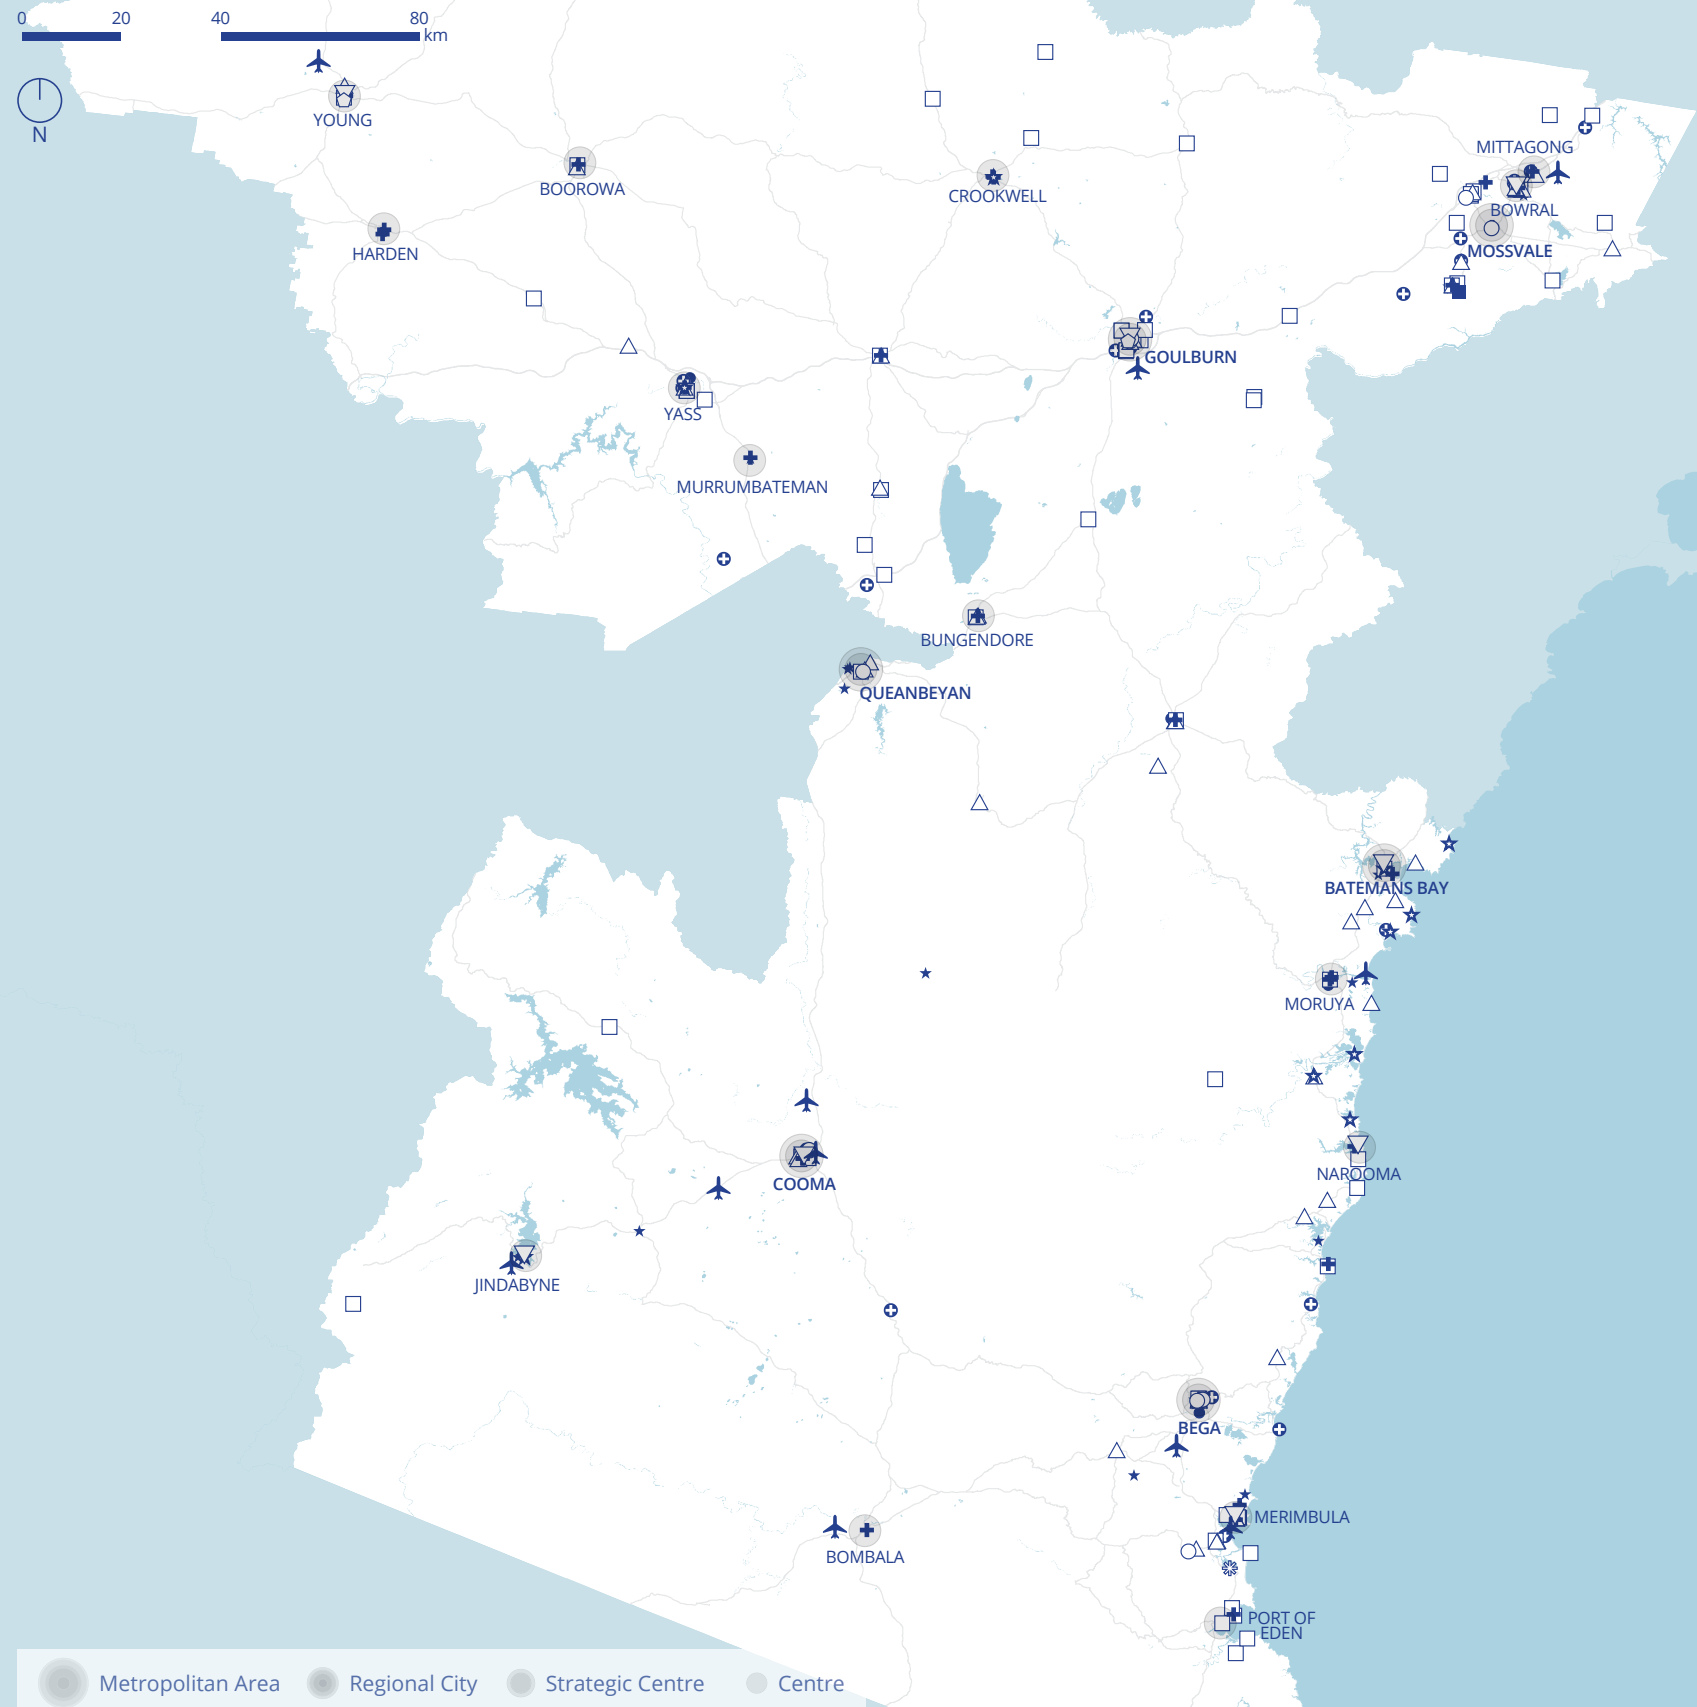 0 20 40 80
km
N
YOUNG
MITTAGONG
BOOROWA
CROOKWELL
BOWRAL
HARDEN
MOSSVALE
GOULBURN
YASS
MURRUMBATEMAN
BUNGENDORE
QUEANBEYAN
BATEMANS BAY
MORUYA
NAROOMA
COOMA
JINDABYNE
BEGA
MERIMBULA
BOMBALA
PORT OF
EDEN
Metropolitan Area Regional City Strategic Centre Centre